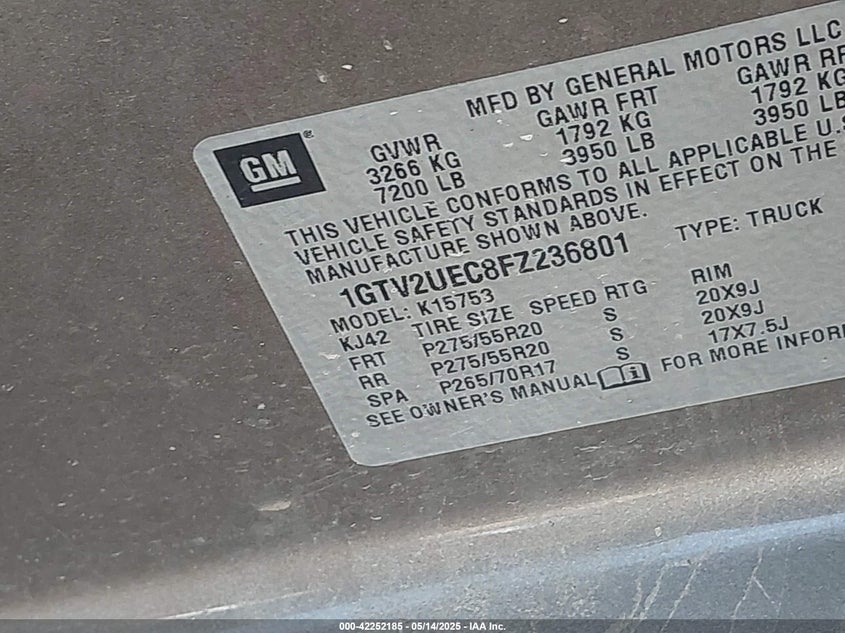 MFD BY GENERAL MOTORS LLC
GM®
GVWR GAWR FRT GAWR RR
3266 KG 1792 KG 1792 KG
7200 LB 3950 LB 3950 LB
THIS VEHICLE CONFORMS TO ALL APPLICABLE U.S
VEHICLE SAFETY STANDARDS IN EFFECT ON THE
MANUFACTURE SHOWN ABOVE.
1GTV2UEC8FZ236801 TYPE: TRUCK
MODEL: K15753
KJ42 TIRE SIZE SPEED RTG RIM
FRT P275/55R20 S 20X9J
RR P275/55R20 S 20X9J
SPA P265/70R17 S 17X7.5J
SEE OWNER'S MANUAL FOR MORE INFOR
000-42252185 - 05/14/2025 - IAA Inc.